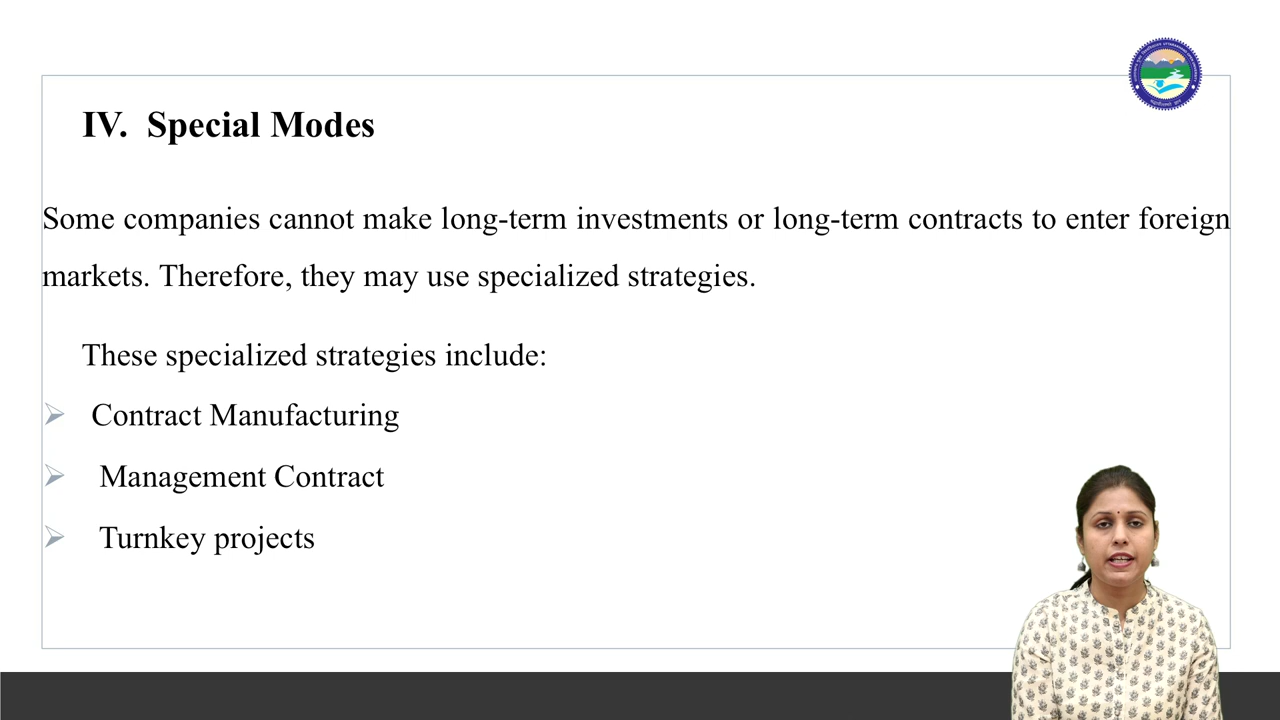 IV. Special Modes
Some companies cannot make long-term investments or long-term contracts to enter foreign
markets. Therefore, they may use specialized strategies.
These specialized strategies include:
Contract Manufacturing
Management Contract
Turnkey projects